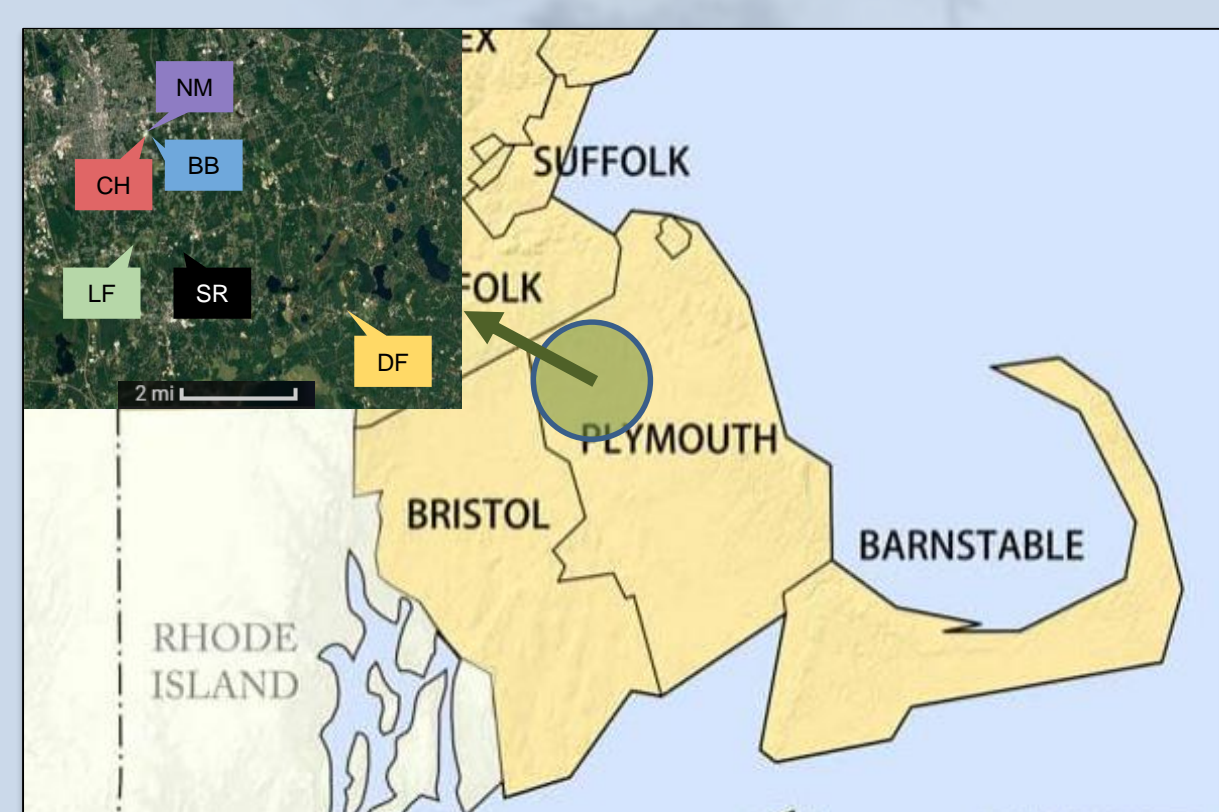 EX
NM
SUFFOLK
BB
CH
FOLK
LF
SR
DF
2 mi
PLYMOUTH
BRISTOL
BARNSTABLE
RHODE
ISLAND